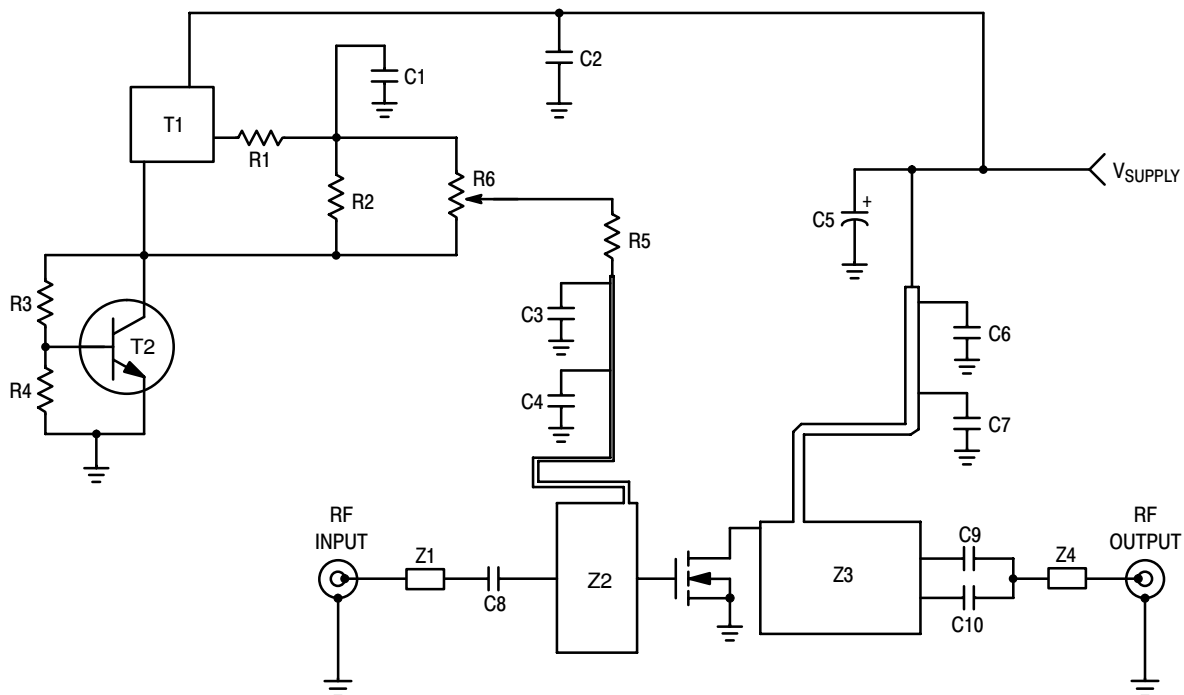 C2
C1
T1
R1
R6
R2
VSUPPLY
C5
+
R5
R3
C3
T2
C6
R4
C4
C7
RF
INPUT
RF
OUTPUT
Z1
C8
Z2
Z3
C9
C10
Z4